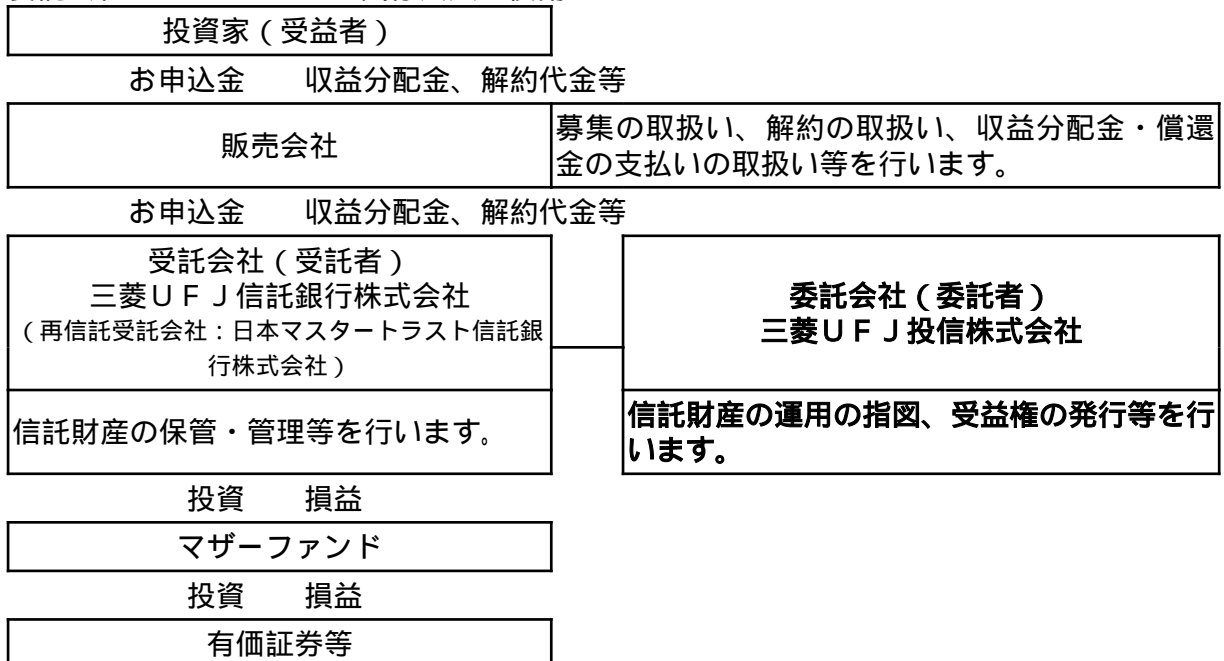 投資家（受益者）
お申込金　　収益分配金、解約代金等
販売会社
募集の取扱い、解約の取扱い、収益分配金・償還
金の支払いの取扱い等を行います。
お申込金　　収益分配金、解約代金等
受託会社（受託者）
三菱ＵＦＪ信託銀行株式会社
（再信託受託会社：日本マスタートラスト信託銀
行株式会社）
委託会社（委託者）
三菱ＵＦＪ投信株式会社
信託財産の保管・管理等を行います。
信託財産の運用の指図、受益権の発行等を行
います。
投資　　損益
マザーファンド
投資　　損益
有価証券等